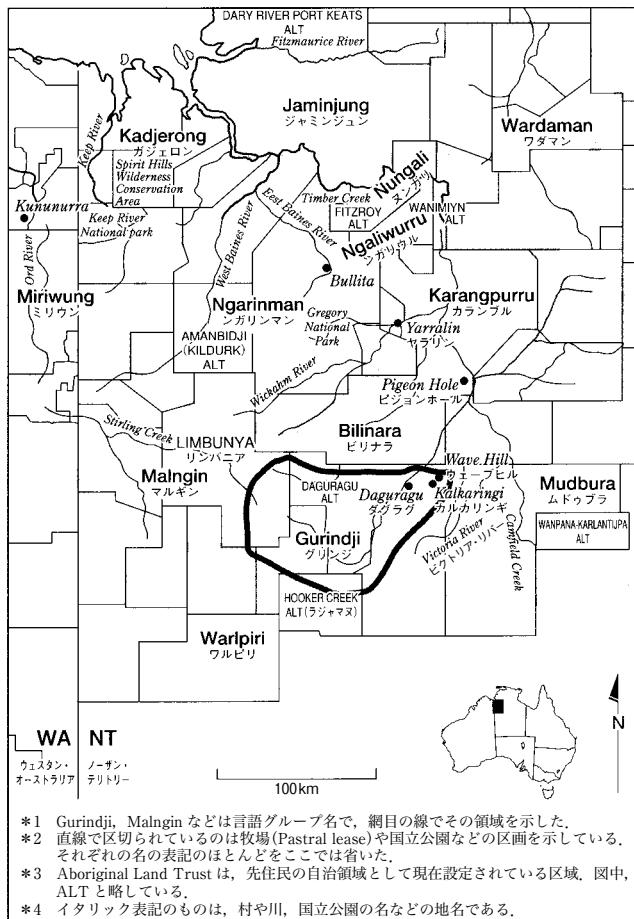 DARY RIVER PORT KEATS
ALT
Fitzmaurice River
Jaminjung
ジャミンジュン
Wardaman
ワダマン
Keep River
Kadjerong
ガジェロン
Spirit Hills
Wilderness
Conservation
Area
Nungali
ヌンガリ
Kununurra
Keep River
National park
East Baines River
Timber Creek
FITZROY
ALT
WANIMIYN
ALT
Ngaliwurru
ンガリウル
Ord River
West Baines River
Bullita
Miriwung
ミリウン
Ngarinman
ンガリンマン
Karangpurru
カランプル
Gregory
National
Park
Yarralin
ヤラリン
AMANBIDJI
(KILDURK)
ALT
Wickahm River
Pigeon Hole
ピジョンホール
Stirling Creek
LIMBUNYA
リンバニア
Bilinara
ビリナラ
Malngin
マルギン
DAGURAGU
ALT
Wave Hill
ウェーブヒル
Daguragu
ダグラグ
Kalkaringi
カルカリンギ
Mudbura
ムドゥブラ
WANPANA-KARLANTIJPA
ALT
Gurindji
グリンジ
Victoria River
ビクトリア・リバー
Camfield Creek
HOOKER CREEK
ALT(ラジャマヌ)
Warlpiri
ワルピリ
N
WA NT
ウェスタン・
オーストラリア
ノーザン・
テリトリー
100km
*1 Gurindji, Malngin などは言語グループ名で,網目の線でその領域を示した.
*2 直線で区切られているのは牧場(Pastral lease)や国立公園などの区画を示している.
それぞれの名の表記のほとんどをここでは省いた.
*3 Aboriginal Land Trust は,先住民の自治領域として現在設定されている区域.図中,
ALT と略している.
*4 イタリック表記のものは,村や川,国立公園の名などの地名である.